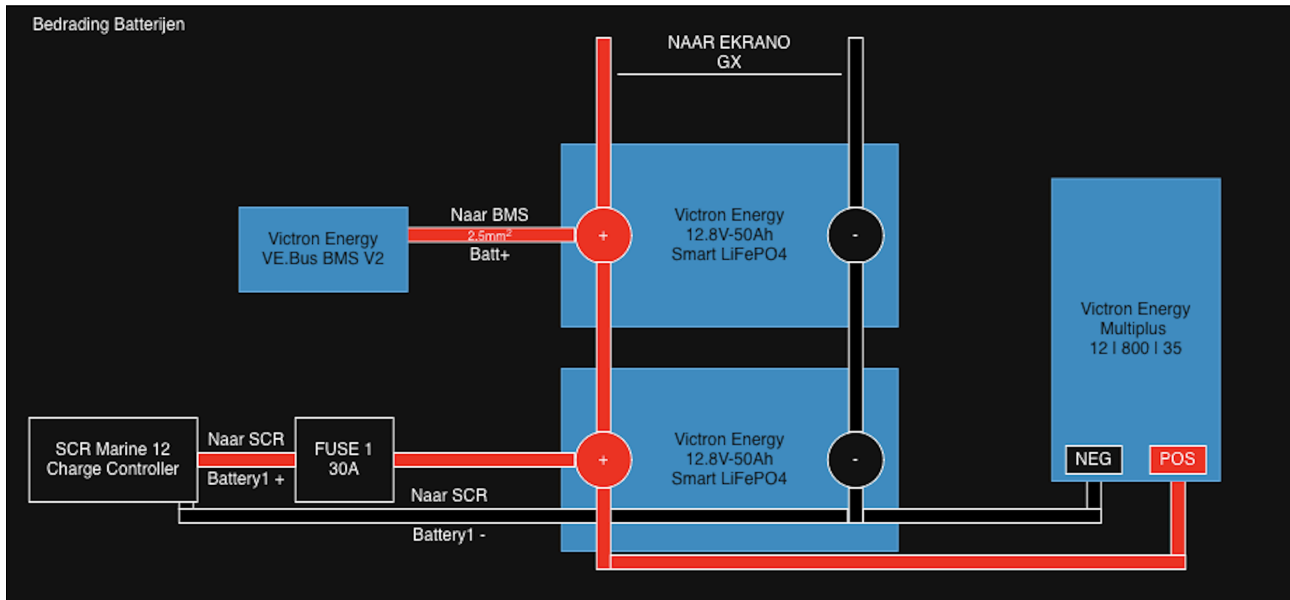 Bedrading Batterijen
NAAR EKRANO
GX
Naar BMS
2.5mm²
Batt+
Victron Energy
VE.Bus BMS V2
+
Victron Energy
12.8V-50Ah
Smart LiFePO4
-
Victron Energy
Multiplus
12 | 800 | 35
NEG
POS
SCR Marine 12
Charge Controller
Naar SCR
Battery1 +
FUSE 1
30A
+
Victron Energy
12.8V-50Ah
Smart LiFePO4
-
Naar SCR
Battery1 -